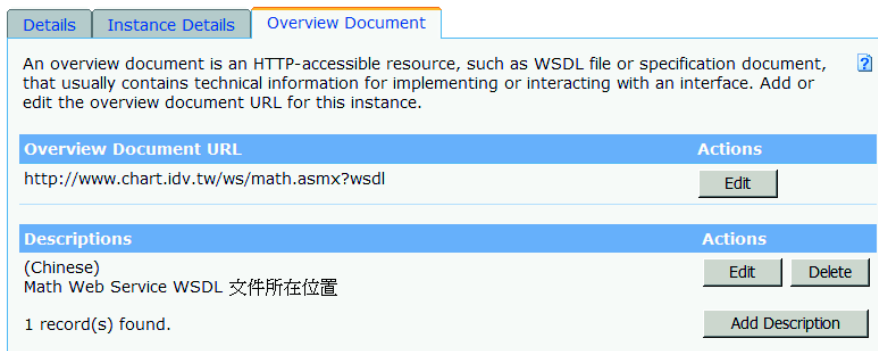 Details Instance Details Overview Document
An overview document is an HTTP-accessible resource, such as WSDL file or specification document,
that usually contains technical information for implementing or interacting with an interface. Add or
edit the overview document URL for this instance.
?
Overview Document URL Actions
http://www.chart.idv.tw/ws/math.asmx?wsdl Edit
Descriptions Actions
(Chinese)
Math Web Service WSDL 文件所在位置 Edit Delete
1 record(s) found. Add Description